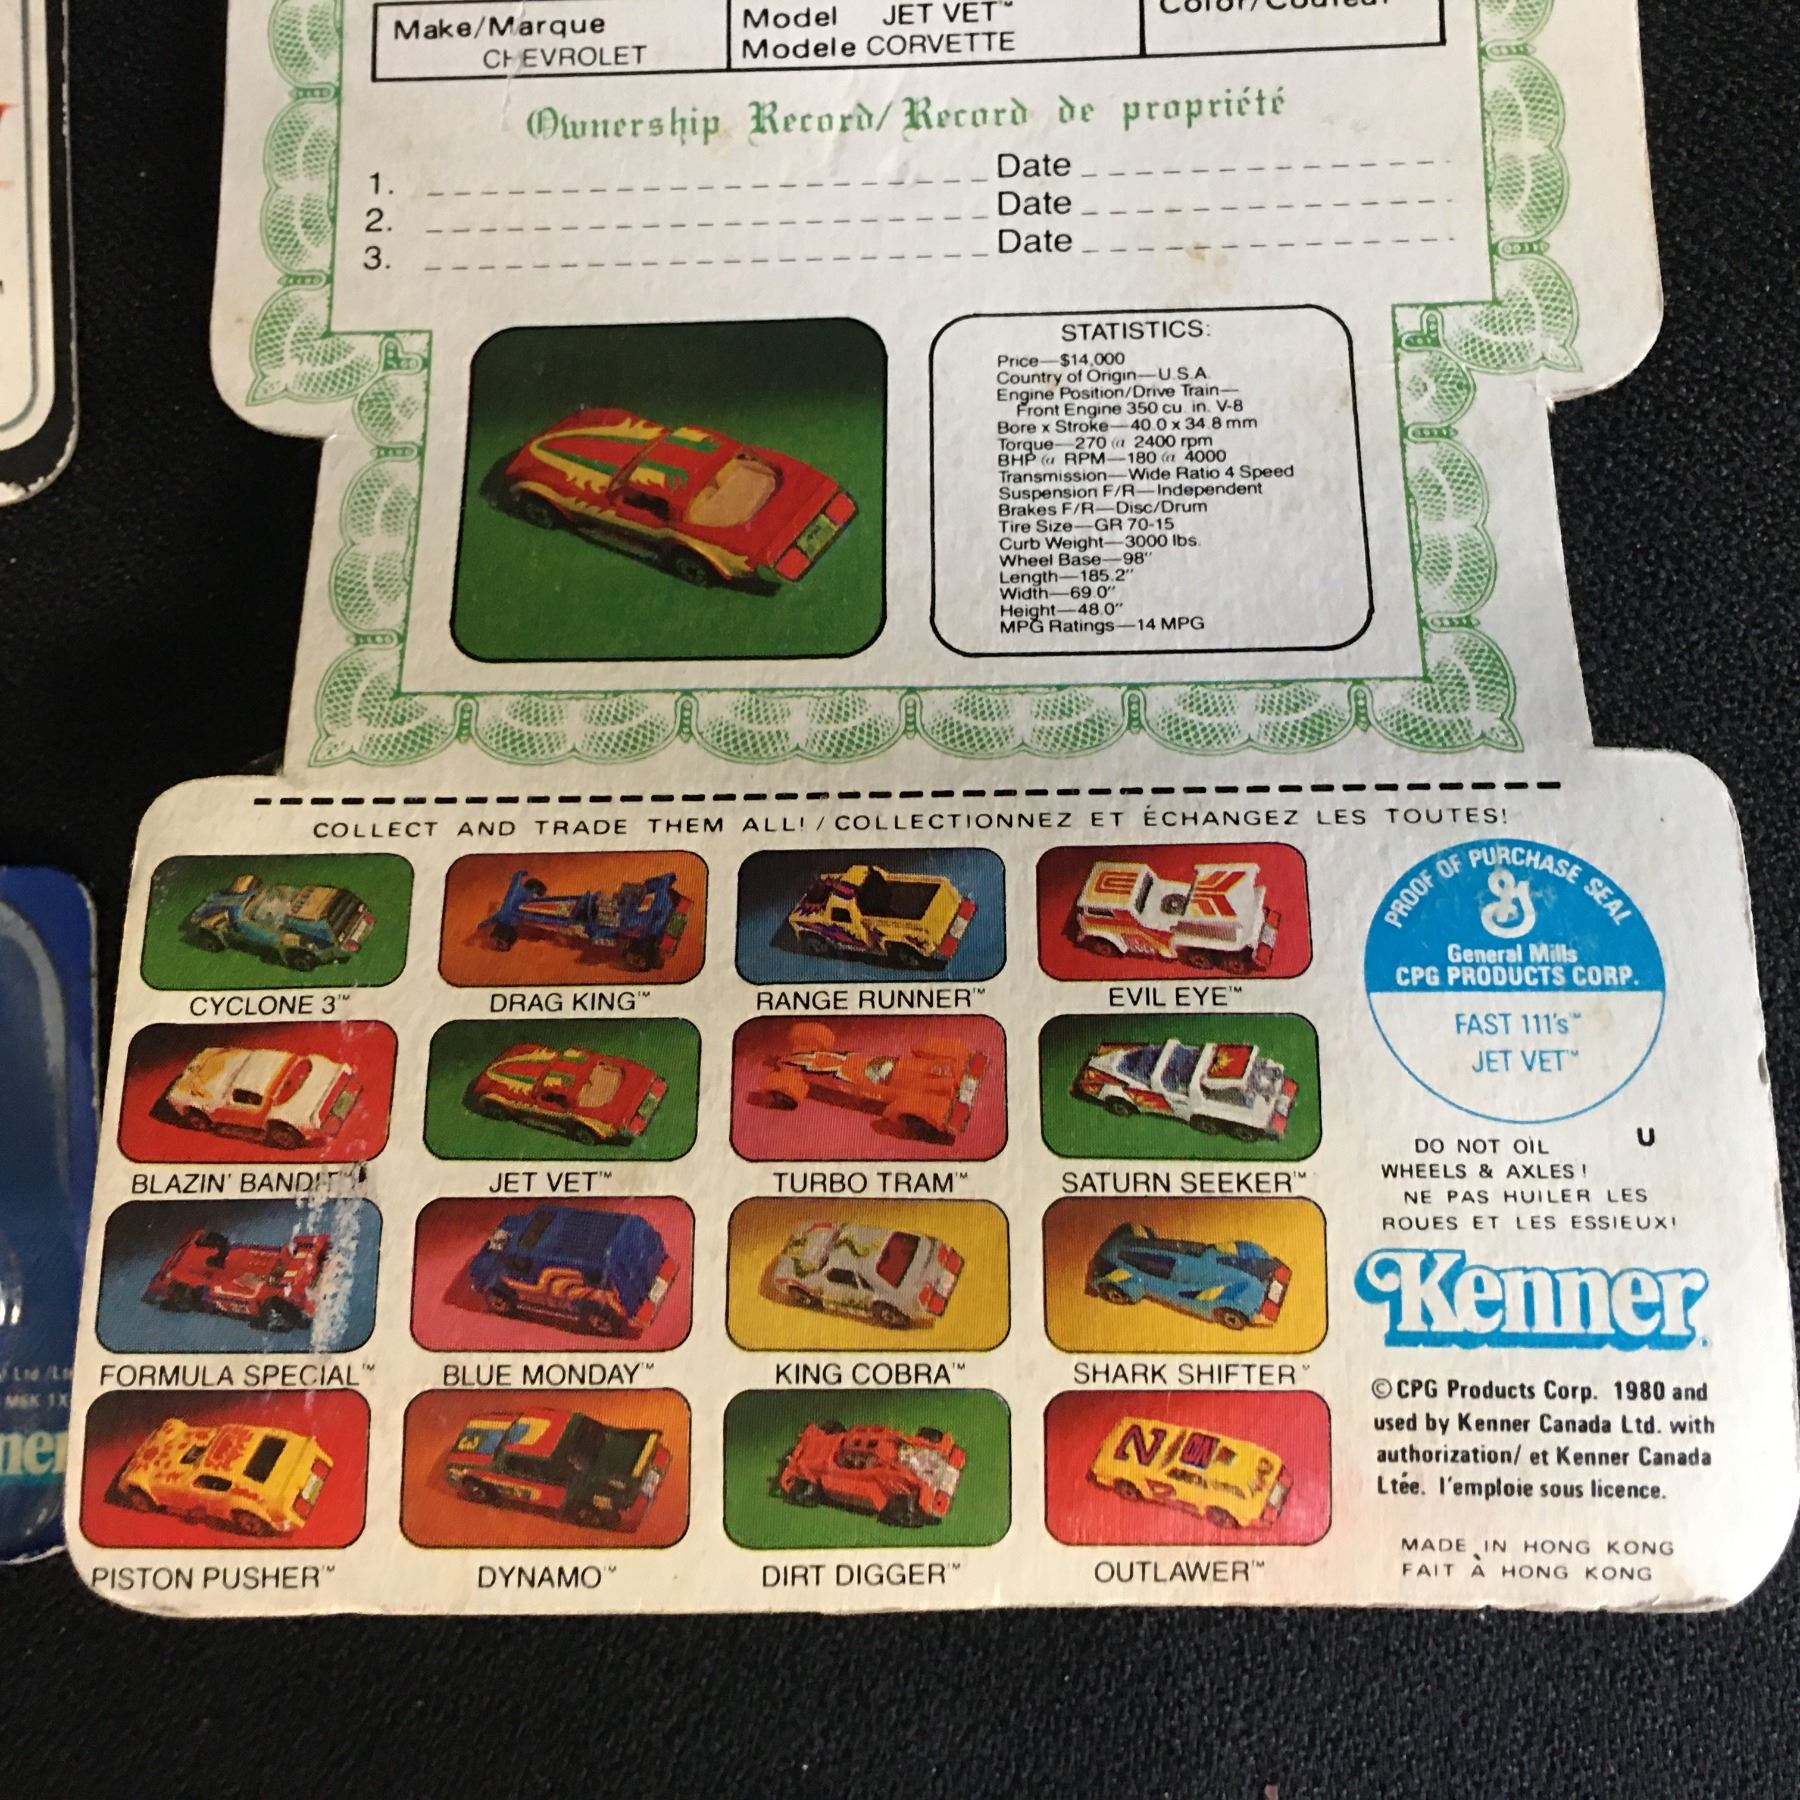 Make/Marque
CHEVROLET
Model JET VET™
Modele CORVETTE
Color/Couleur
Ownership Record/Record de propriété
1. Date
2. Date
3. Date
STATISTICS:
Price—$14,000
Country of Origin—U.S.A.
Engine Position/Drive Train—
Front Engine 350 cu. in. V-8
Bore x Stroke—40.0 x 34.8 mm
Torque—270 @ 2400 rpm
BHP @ RPM—180 @ 4000
Transmission—Wide Ratio 4 Speed
Suspension F/R—Independent
Brakes F/R—Disc/Drum
Tire Size—GR 70-15
Curb Weight—3000 lbs.
Wheel Base—98"
Length—185.2"
Width—69.0"
Height—48.0"
MPG Ratings—14 MPG
COLLECT AND TRADE THEM ALL! / COLLECTIONNEZ ET ÉCHANGEZ LES TOUTES!
CYCLONE 3™
DRAG KING™
RANGE RUNNER™
EVIL EYE™
BLAZIN' BANDIT™
JET VET™
TURBO TRAM™
SATURN SEEKER™
FORMULA SPECIAL™
BLUE MONDAY™
KING COBRA™
SHARK SHIFTER™
PISTON PUSHER™
DYNAMO™
DIRT DIGGER™
OUTLAWER™
PROOF OF PURCHASE SEAL
General Mills
CPG PRODUCTS CORP.
FAST 111's™
JET VET™
U
DO NOT OIL
WHEELS & AXLES!
NE PAS HUILER LES
ROUES ET LES ESSIEUX!
Kenner
©CPG Products Corp. 1980 and
used by Kenner Canada Ltd. with
authorization/ et Kenner Canada
Ltée. l'emploie sous licence.
MADE IN HONG KONG
FAIT À HONG KONG